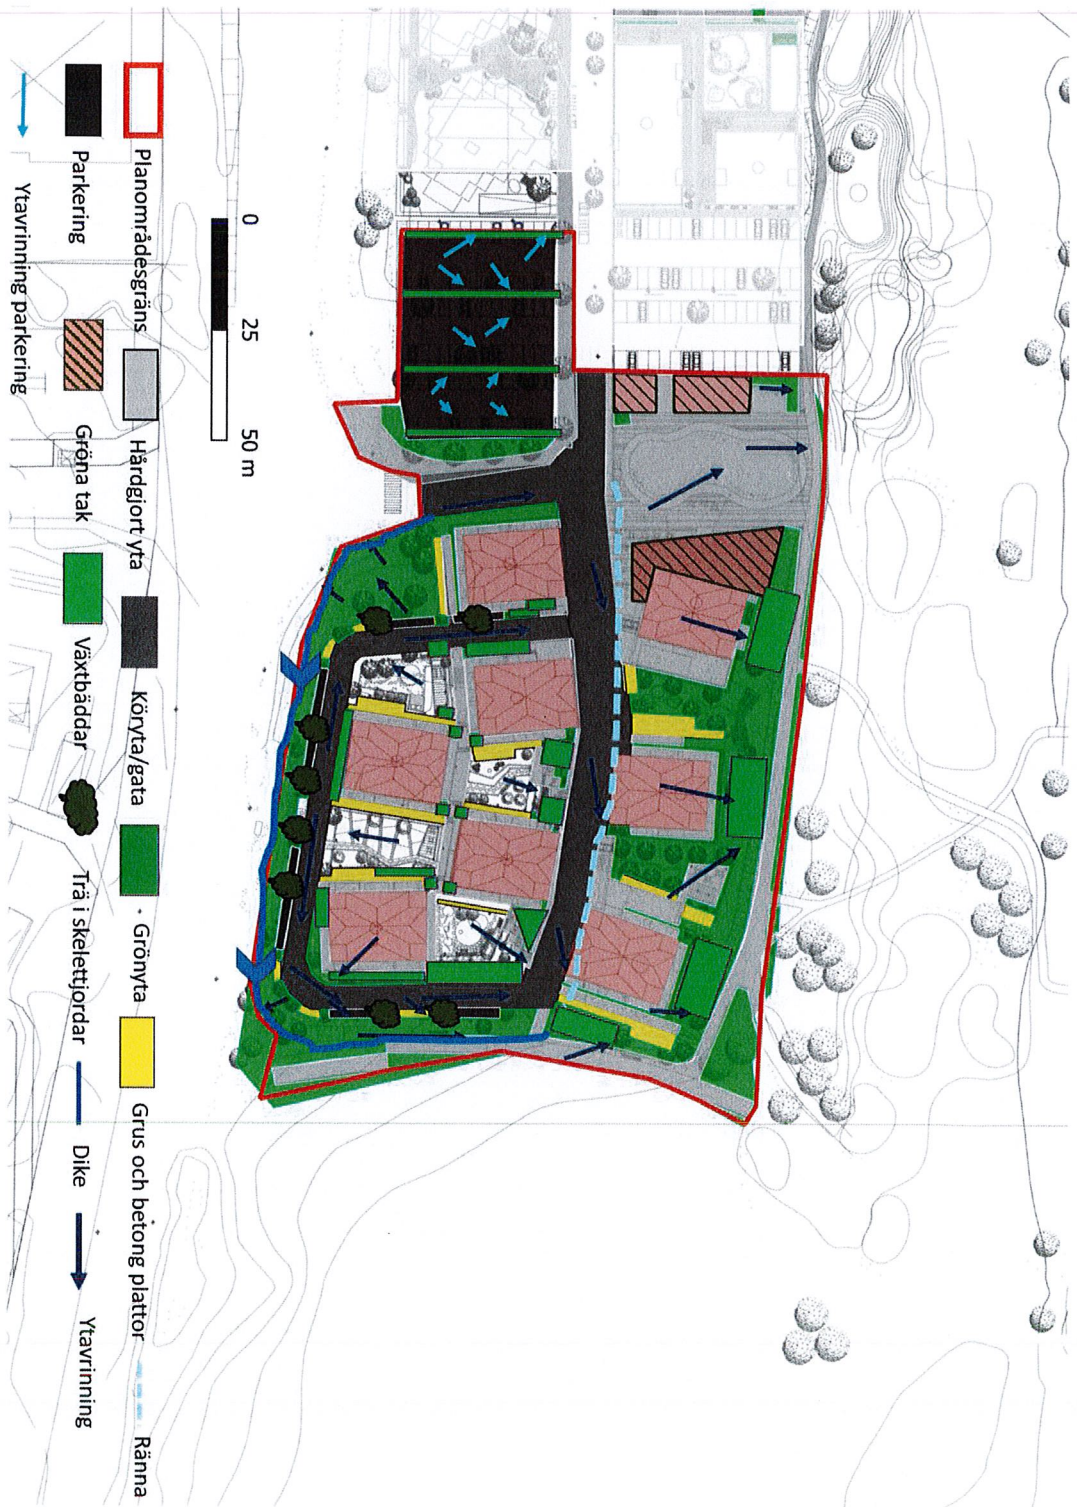 0 25 50 m
Planområdesgräns Hårdgjort yta Köryta/gata Grönyta Grus och betong plattor Ränna
Parkering Gröna tak Växtbäddar Trä i skelettjordar Dike Ytavrinning
Ytavrinning parkering